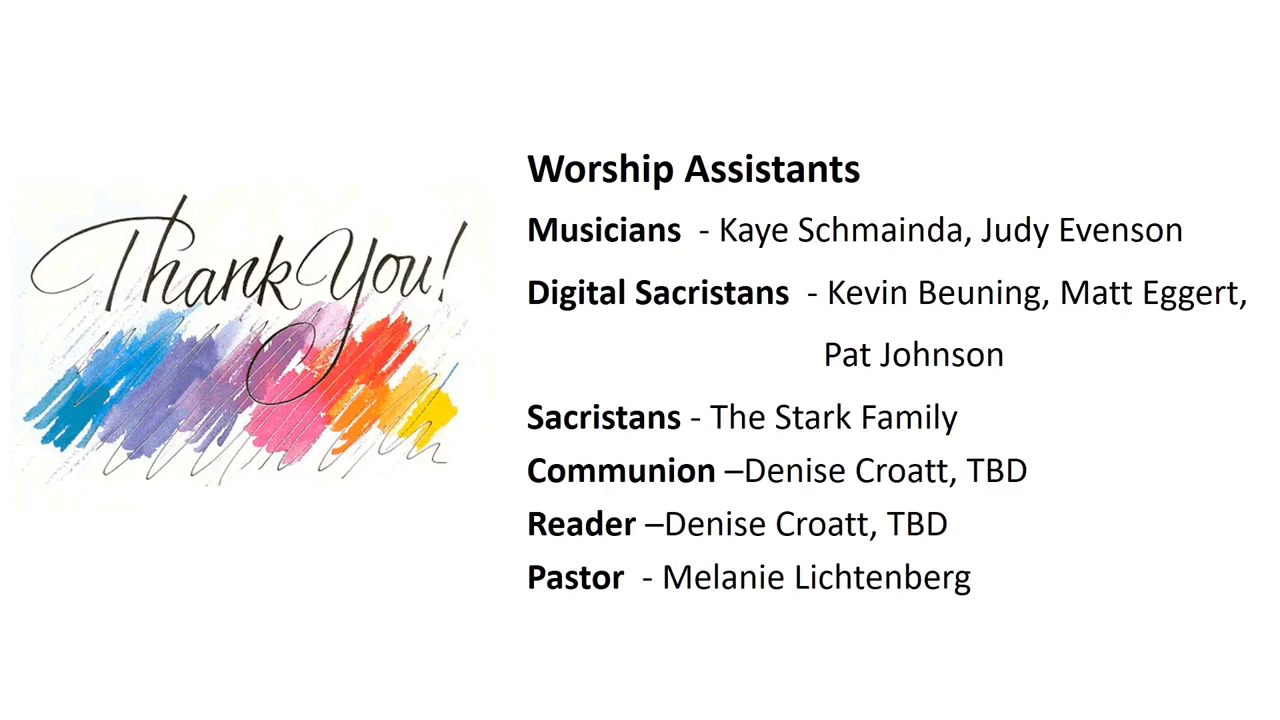 Thank You!
Worship Assistants
Musicians - Kaye Schmainda, Judy Evenson
Digital Sacristans - Kevin Beuning, Matt Eggert,
Pat Johnson
Sacristans - The Stark Family
Communion –Denise Croatt, TBD
Reader –Denise Croatt, TBD
Pastor - Melanie Lichtenberg